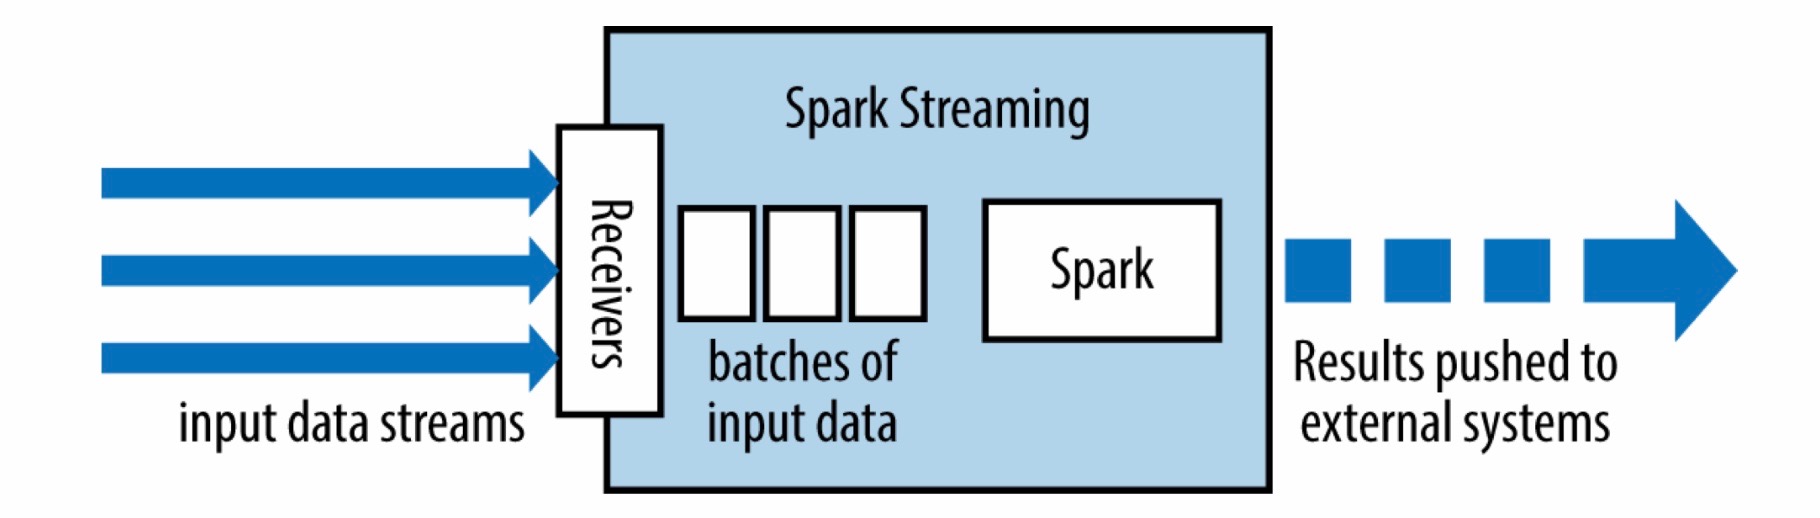 Spark Streaming
Receivers
Spark
batches of
input data
input data streams
Results pushed to
external systems